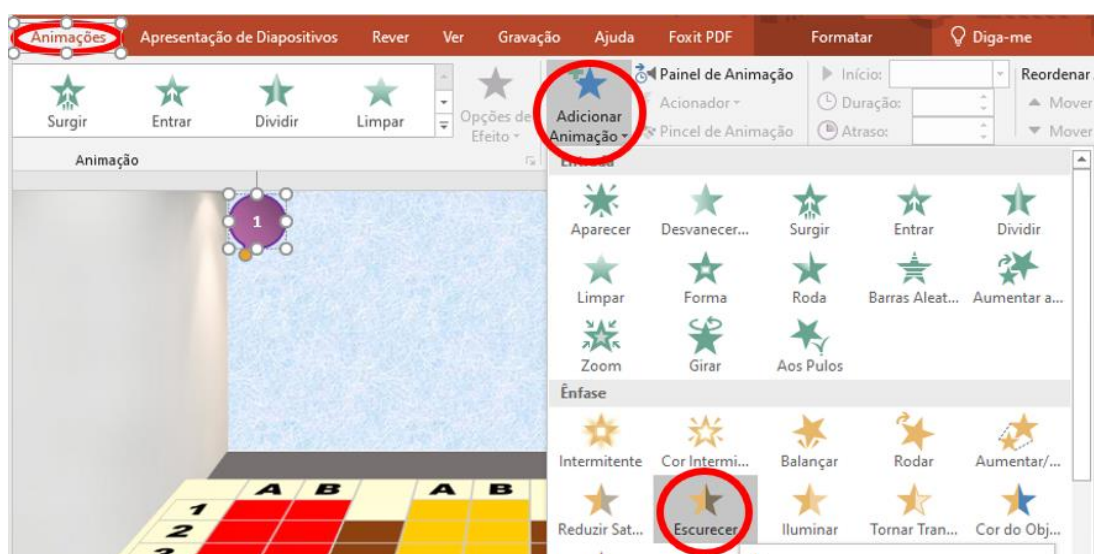 Animações Apresentação de Diapositivos Rever Ver Gravação Ajuda Foxit PDF Formatar Diga-me
Surgir Entrar Dividir Limpar
Opções de
Efeito
Adicionar
Animação
Painel de Animação
Acionador
Pincel de Animação
Início:
Duração:
Atraso:
Reordenar
Mover
Mover
Animação
Entrada
Aparecer Desvanecer... Surgir Entrar Dividir
Limpar Forma Roda Barras Aleat... Aumentar a...
Zoom Girar Aos Pulos
Ênfase
Intermitente Cor Intermi... Balançar Rodar Aumentar/...
Reduzir Sat... Escurecer Iluminar Tornar Tran... Cor do Obj...
1
A B A B
1
2
3